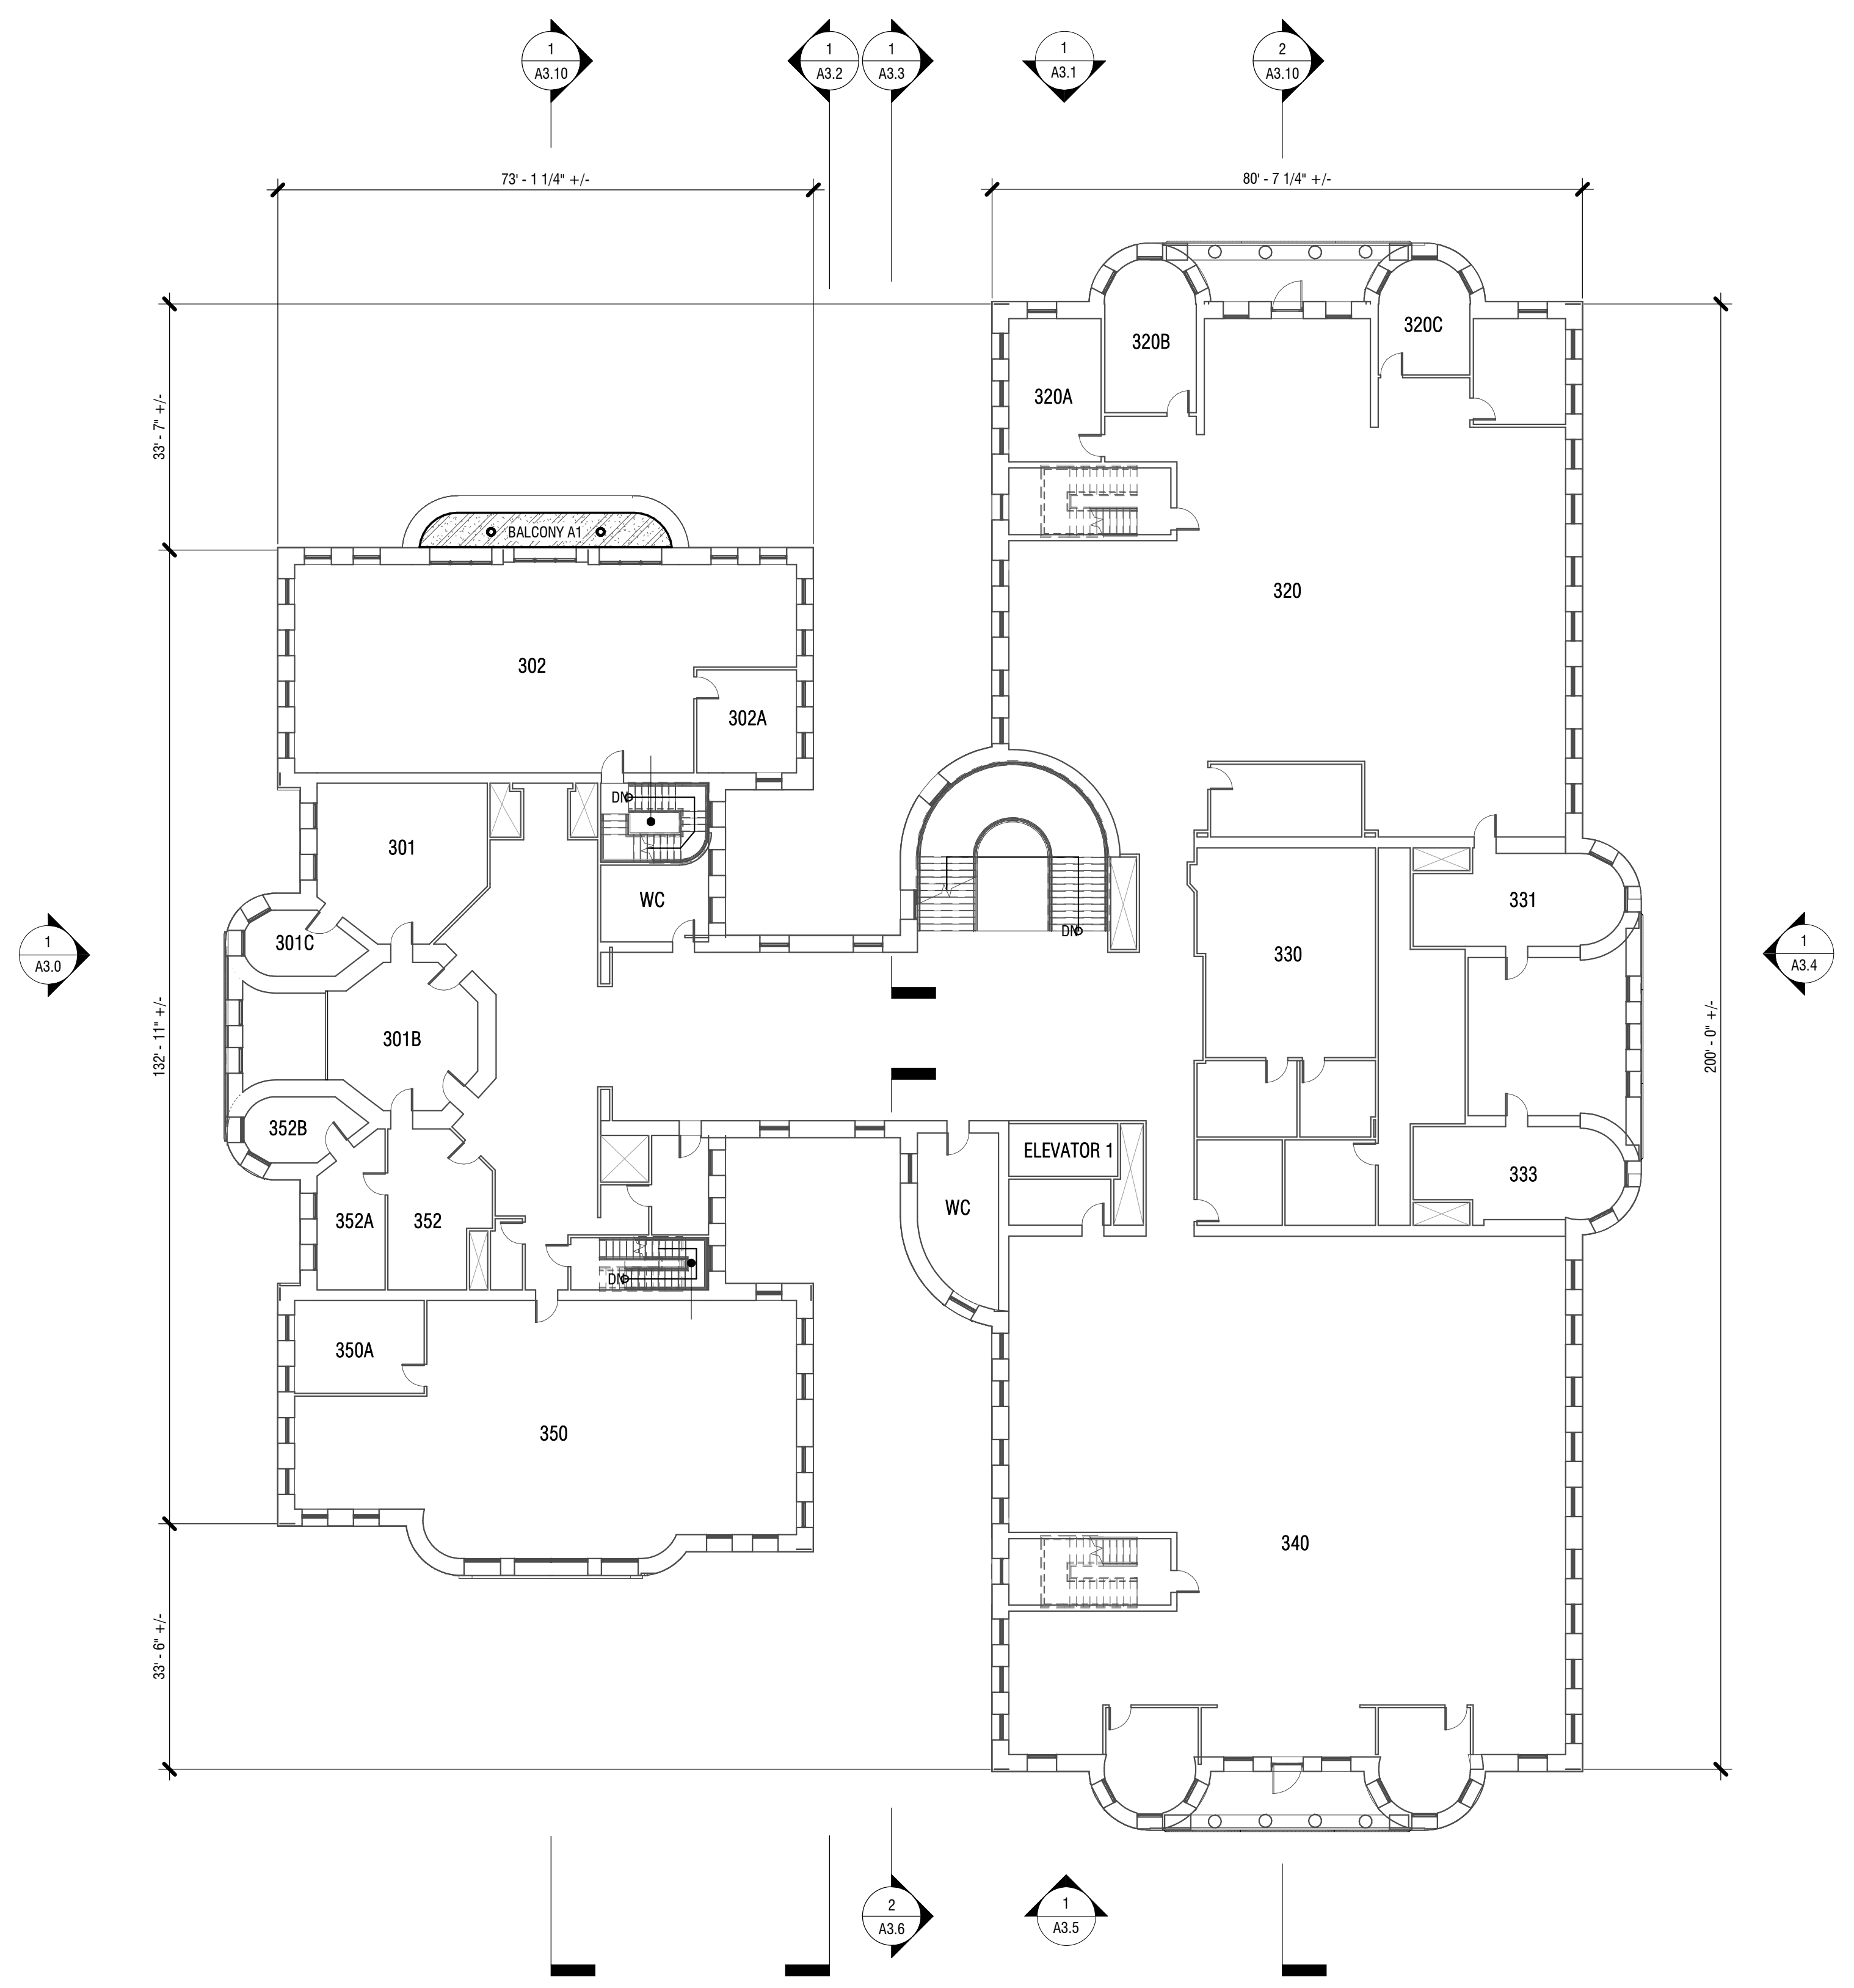 1
A3.10
1
A3.2
1
A3.3
1
A3.1
2
A3.10
73' - 1 1/4" +/-
80' - 7 1/4" +/-
33' - 7" +/-
320B
320C
320A
BALCONY A1
320
302
302A
DN
301
WC
331
301C
DN
330
1
A3.0
1
A3.4
132' - 11" +/-
301B
200' - 0" +/-
352B
ELEVATOR 1
333
352A
352
WC
DN
350A
350
340
33' - 6" +/-
2
A3.6
1
A3.5